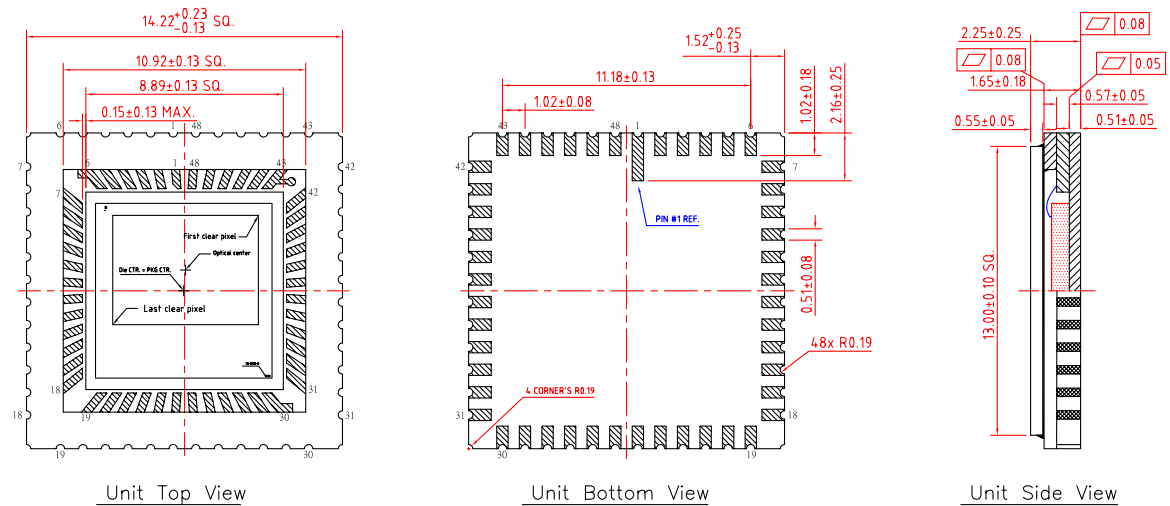 14.22+0.23 -0.13 SQ.
10.92±0.13 SQ.
8.89±0.13 SQ.
0.15±0.13 MAX.
6 1 48 43
7 42
6 1 48 43
7 42
First clear pixel
Optical center
Die CTR. = PKG CTR.
Last clear pixel
18 31
19 30
18 31
19 30
Unit Top View
1.52+0.25 -0.13
11.18±0.13
1.02±0.08
1.02±0.18
2.16±0.25
43 48 1 6
42 7
PIN #1 REF.
0.51±0.08
48x R0.19
4 CORNER'S R0.19
31 18
30 19
Unit Bottom View
2.25±0.25
0.08
0.08
0.05
1.65±0.18
0.57±0.05
0.55±0.05
0.51±0.05
13.00±0.10 SQ.
Unit Side View